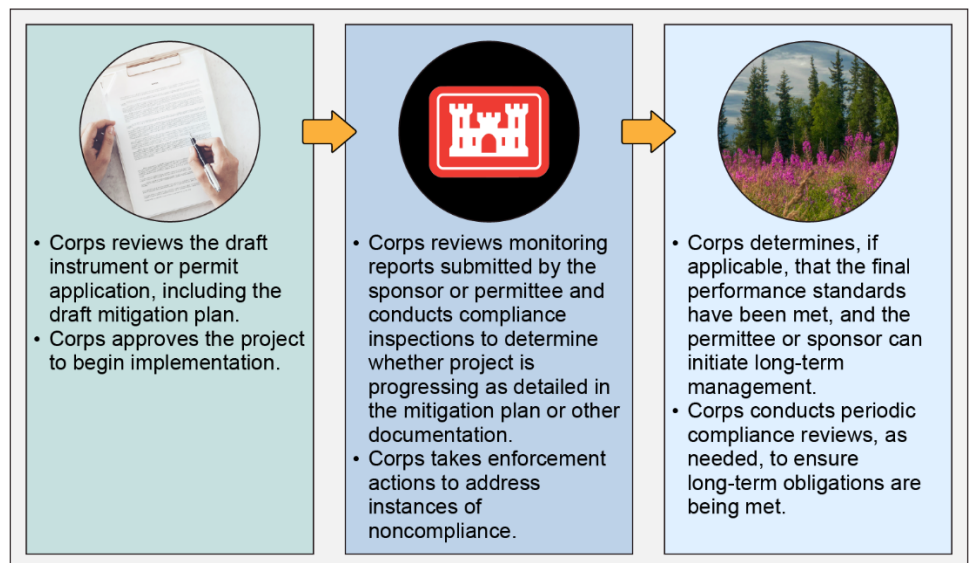 • Corps reviews the draft
instrument or permit
application, including the
draft mitigation plan.
• Corps approves the project
to begin implementation.
• Corps reviews monitoring
reports submitted by the
sponsor or permittee and
conducts compliance
inspections to determine
whether project is
progressing as detailed in
the mitigation plan or other
documentation.
• Corps takes enforcement
actions to address
instances of
noncompliance.
• Corps determines, if
applicable, that the final
performance standards
have been met, and the
permittee or sponsor can
initiate long-term
management.
• Corps conducts periodic
compliance reviews, as
needed, to ensure
long-term obligations are
being met.